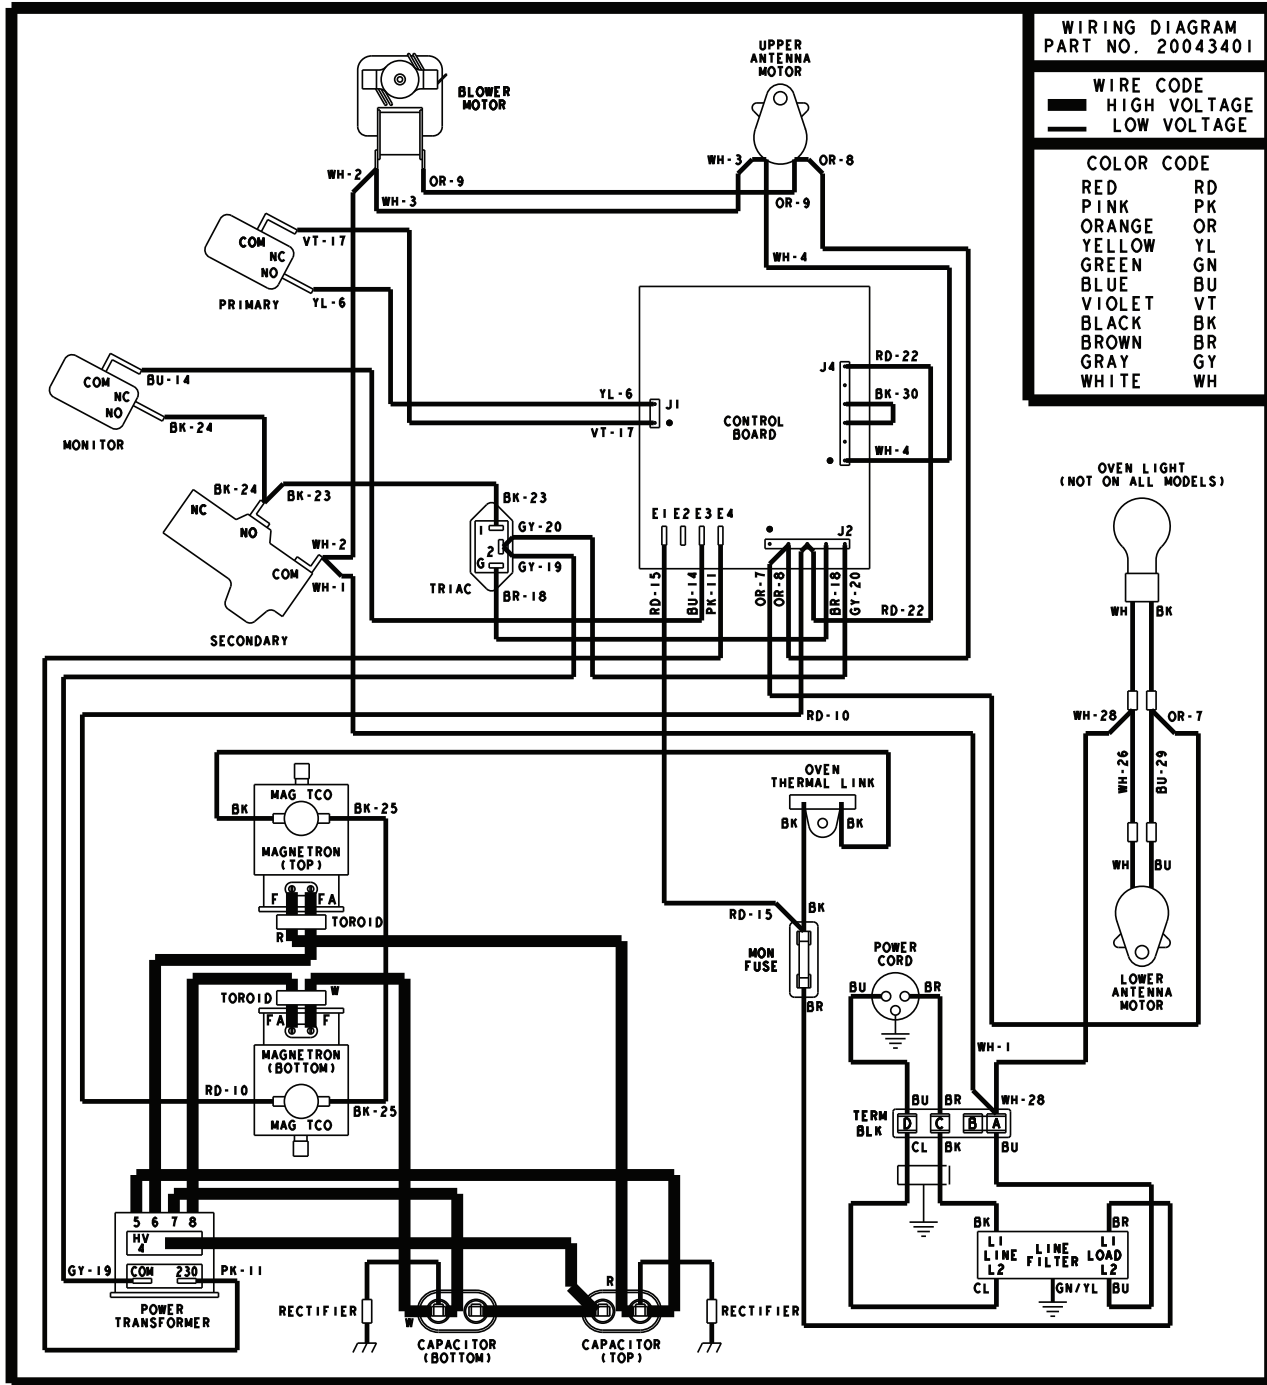 WIRING DIAGRAM
PART NO. 20043401
WIRE CODE
HIGH VOLTAGE
LOW VOLTAGE
COLOR CODE
RED RD
PINK PK
ORANGE OR
YELLOW YL
GREEN GN
BLUE BU
VIOLET VT
BLACK BK
BROWN BR
GRAY GY
WHITE WH
BLOWER
MOTOR
UPPER
ANTENNA
MOTOR
WH-2
OR-9
WH-3
WH-3
OR-8
OR-9
WH-4
COM
NC
NO
VT-17
YL-6
PRIMARY
COM
NC
NO
BU-14
BK-24
MONITOR
NC
NO
COM
BK-24
BK-23
WH-2
WH-1
SECONDARY
BK-23
1
2
G
GY-20
GY-19
BR-18
TRIAC
YL-6
VT-17
J1
CONTROL
BOARD
J4
RD-22
BK-30
WH-4
E1 E2 E3 E4
J2
RD-15
BU-14
PK-11
OR-7
OR-8
BR-18
GY-20
RD-22
RD-10
OVEN LIGHT
(NOT ON ALL MODELS)
WH BK
WH-28
OR-7
WH-26
BU-29
WH BU
LOWER
ANTENNA
MOTOR
MAG TCO
BK
BK-25
MAGNETRON
(TOP)
F FA
TOROID
R
TOROID
W
FA F
MAGNETRON
(BOTTOM)
RD-10
BK-25
MAG TCO
OVEN
THERMAL LINK
BK BK
RD-15
BK
MON
FUSE
BR
POWER
CORD
BU BR
WH-1
BU BR
WH-28
TERM
BLK
D C B A
CL BK BU
BK BR
L1 L1
LINE LINE LOAD
FILTER
L2 L2
CL GN/YL BU
5 6 7 8
HV
4
GY-19
COM 230
PK-11
POWER
TRANSFORMER
RECTIFIER
W
CAPACITOR
(BOTTOM)
R
CAPACITOR
(TOP)
RECTIFIER